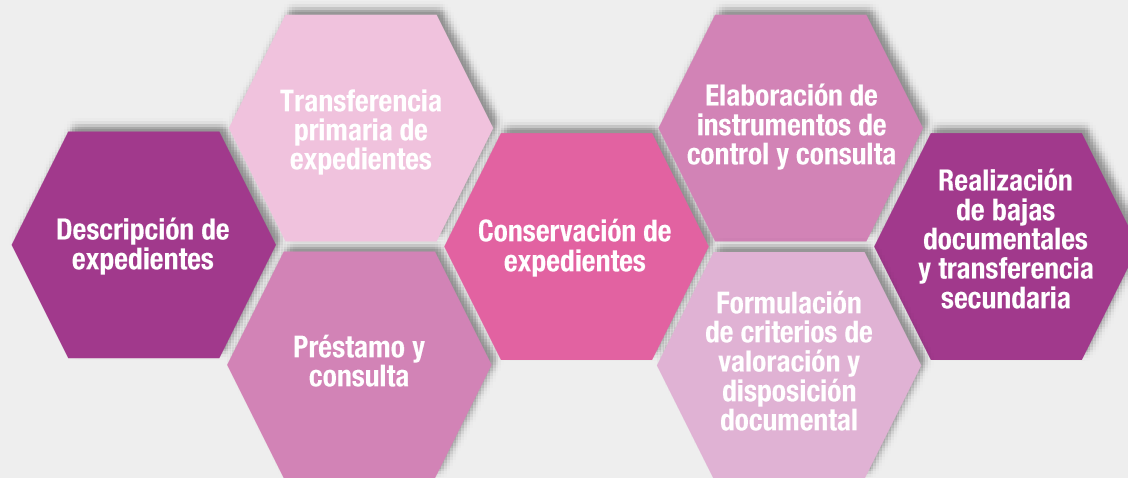 Descripción de
expedientes
Transferencia
primaria de
expedientes
Préstamo y
consulta
Conservación de
expedientes
Elaboración de
instrumentos de
control y consulta
Formulación
de criterios de
valoración y
disposición
documental
Realización
de bajas
documentales
y transferencia
secundaria